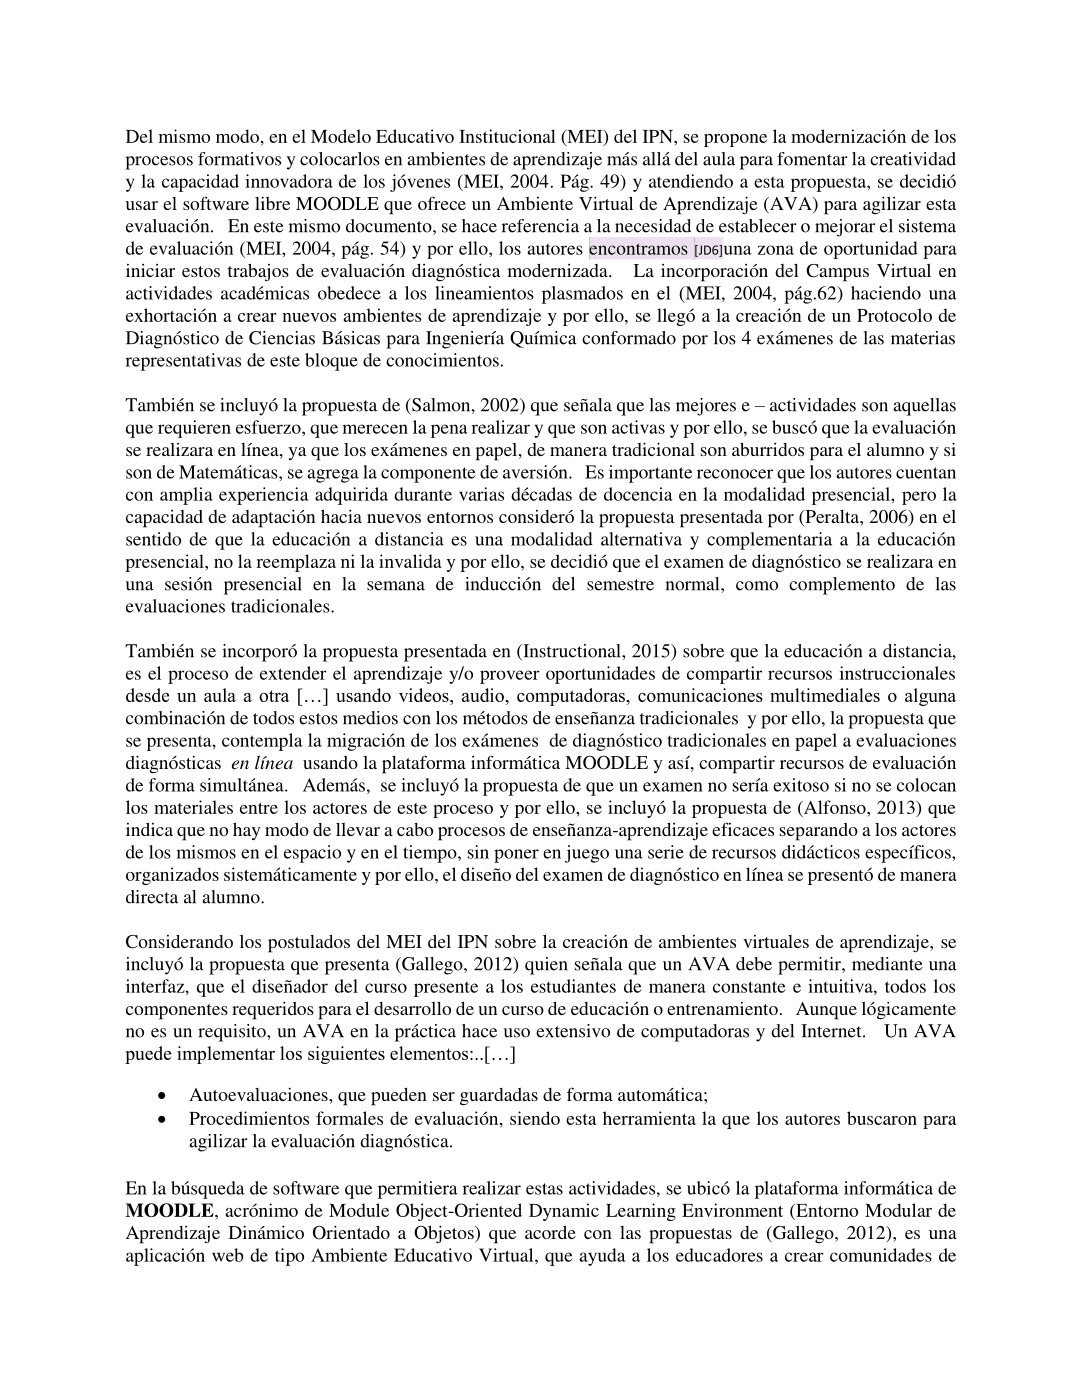 Del mismo modo, en el Modelo Educativo Institucional (MEI) del IPN, se propone la modernización de los
procesos formativos y colocarlos en ambientes de aprendizaje más allá del aula para fomentar la creatividad
y la capacidad innovadora de los jóvenes (MEI, 2004. Pág. 49) y atendiendo a esta propuesta, se decidió
usar el software libre MOODLE que ofrece un Ambiente Virtual de Aprendizaje (AVA) para agilizar esta
evaluación. En este mismo documento, se hace referencia a la necesidad de establecer o mejorar el sistema
de evaluación (MEI, 2004, pág. 54) y por ello, los autores encontramos [JD6]una zona de oportunidad para
iniciar estos trabajos de evaluación diagnóstica modernizada. La incorporación del Campus Virtual en
actividades académicas obedece a los lineamientos plasmados en el (MEI, 2004, pág.62) haciendo una
exhortación a crear nuevos ambientes de aprendizaje y por ello, se llegó a la creación de un Protocolo de
Diagnóstico de Ciencias Básicas para Ingeniería Química conformado por los 4 exámenes de las materias
representativas de este bloque de conocimientos.
También se incluyó la propuesta de (Salmon, 2002) que señala que las mejores e – actividades son aquellas
que requieren esfuerzo, que merecen la pena realizar y que son activas y por ello, se buscó que la evaluación
se realizara en línea, ya que los exámenes en papel, de manera tradicional son aburridos para el alumno y si
son de Matemáticas, se agrega la componente de aversión. Es importante reconocer que los autores cuentan
con amplia experiencia adquirida durante varias décadas de docencia en la modalidad presencial, pero la
capacidad de adaptación hacia nuevos entornos consideró la propuesta presentada por (Peralta, 2006) en el
sentido de que la educación a distancia es una modalidad alternativa y complementaria a la educación
presencial, no la reemplaza ni la invalida y por ello, se decidió que el examen de diagnóstico se realizara en
una sesión presencial en la semana de inducción del semestre normal, como complemento de las
evaluaciones tradicionales.
También se incorporó la propuesta presentada en (Instructional, 2015) sobre que la educación a distancia,
es el proceso de extender el aprendizaje y/o proveer oportunidades de compartir recursos instruccionales
desde un aula a otra […] usando videos, audio, computadoras, comunicaciones multimediales o alguna
combinación de todos estos medios con los métodos de enseñanza tradicionales y por ello, la propuesta que
se presenta, contempla la migración de los exámenes de diagnóstico tradicionales en papel a evaluaciones
diagnósticas en línea usando la plataforma informática MOODLE y así, compartir recursos de evaluación
de forma simultánea. Además, se incluyó la propuesta de que un examen no sería exitoso si no se colocan
los materiales entre los actores de este proceso y por ello, se incluyó la propuesta de (Alfonso, 2013) que
indica que no hay modo de llevar a cabo procesos de enseñanza-aprendizaje eficaces separando a los actores
de los mismos en el espacio y en el tiempo, sin poner en juego una serie de recursos didácticos específicos,
organizados sistemáticamente y por ello, el diseño del examen de diagnóstico en línea se presentó de manera
directa al alumno.
Considerando los postulados del MEI del IPN sobre la creación de ambientes virtuales de aprendizaje, se
incluyó la propuesta que presenta (Gallego, 2012) quien señala que un AVA debe permitir, mediante una
interfaz, que el diseñador del curso presente a los estudiantes de manera constante e intuitiva, todos los
componentes requeridos para el desarrollo de un curso de educación o entrenamiento. Aunque lógicamente
no es un requisito, un AVA en la práctica hace uso extensivo de computadoras y del Internet. Un AVA
puede implementar los siguientes elementos:..[…]
• Autoevaluaciones, que pueden ser guardadas de forma automática;
• Procedimientos formales de evaluación, siendo esta herramienta la que los autores buscaron para
agilizar la evaluación diagnóstica.
En la búsqueda de software que permitiera realizar estas actividades, se ubicó la plataforma informática de
MOODLE, acrónimo de Module Object-Oriented Dynamic Learning Environment (Entorno Modular de
Aprendizaje Dinámico Orientado a Objetos) que acorde con las propuestas de (Gallego, 2012), es una
aplicación web de tipo Ambiente Educativo Virtual, que ayuda a los educadores a crear comunidades de